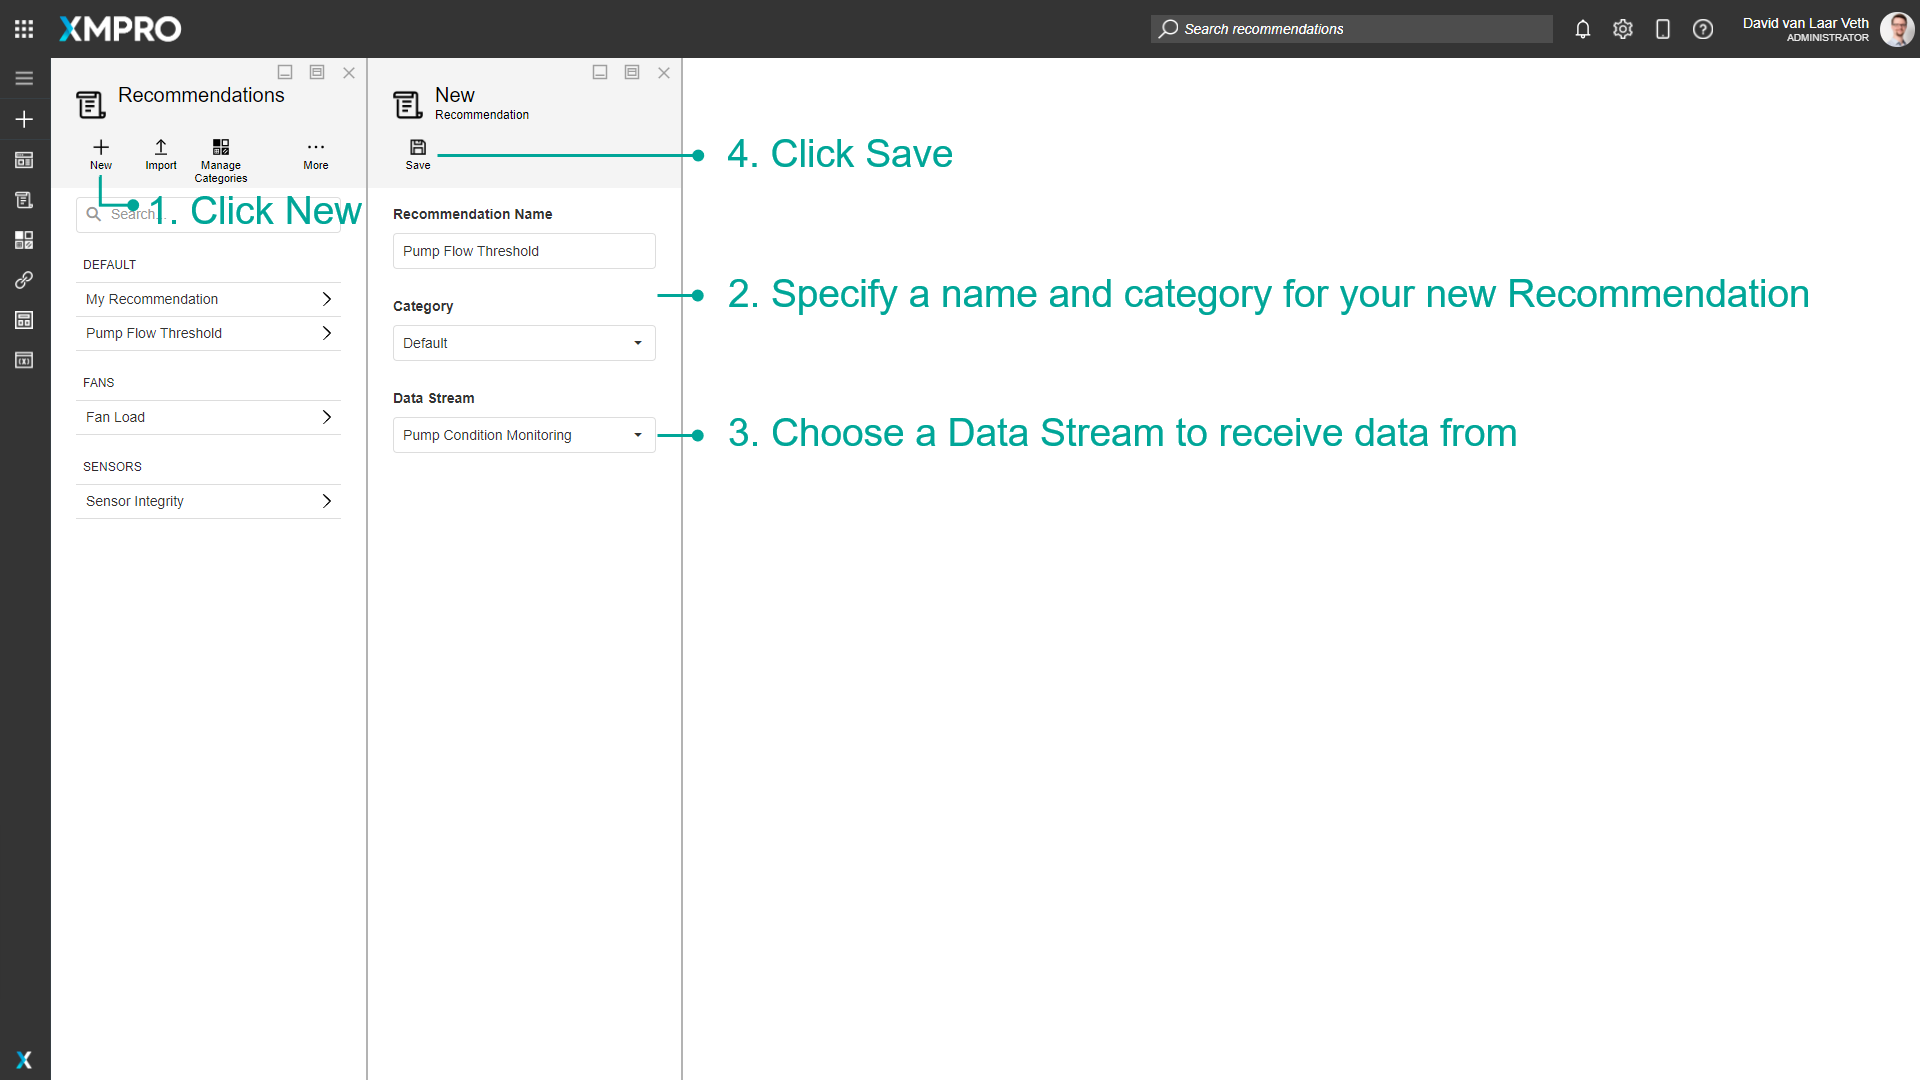 XMPRO
Search recommendations
David van Laar Veth
ADMINISTRATOR
Recommendations
New
Import
Manage
Categories
More
1. Click New
Search...
DEFAULT
My Recommendation
Pump Flow Threshold
FANS
Fan Load
SENSORS
Sensor Integrity
New
Recommendation
Save
4. Click Save
Recommendation Name
Pump Flow Threshold
2. Specify a name and category for your new Recommendation
Category
Default
Data Stream
Pump Condition Monitoring
3. Choose a Data Stream to receive data from